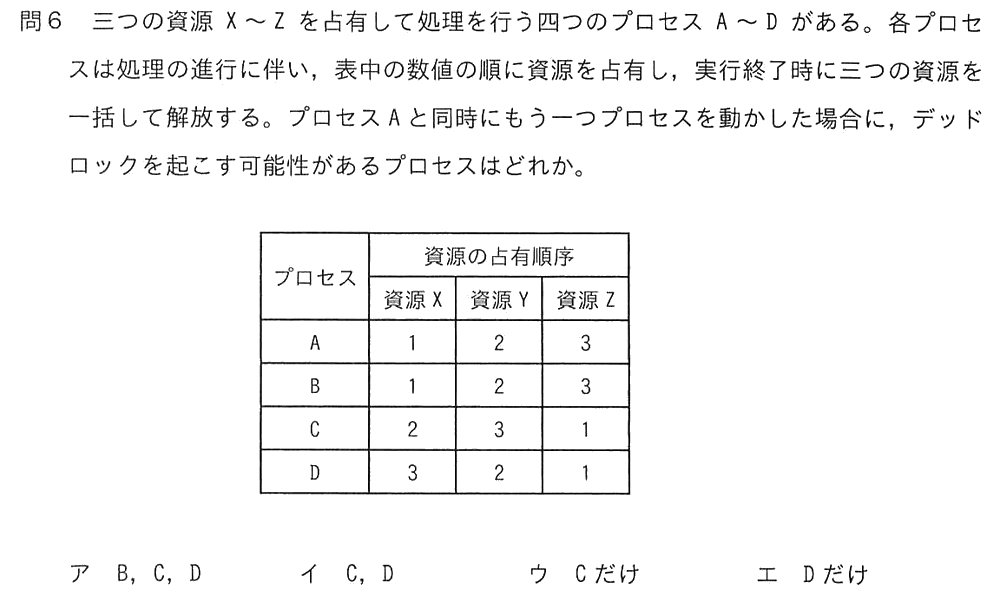 問６ 三つの資源 X～Z を占有して処理を行う四つのプロセス A～D がある。各プロセ
スは処理の進行に伴い，表中の数値の順に資源を占有し，実行終了時に三つの資源を
一括して解放する。プロセス A と同時にもう一つプロセスを動かした場合に，デッド
ロックを起こす可能性があるプロセスはどれか。
プロセス 資源の占有順序
資源 X 資源 Y 資源 Z
A 1 2 3
B 1 2 3
C 2 3 1
D 3 2 1
ア B，C，D イ C，D ウ C だけ エ D だけ